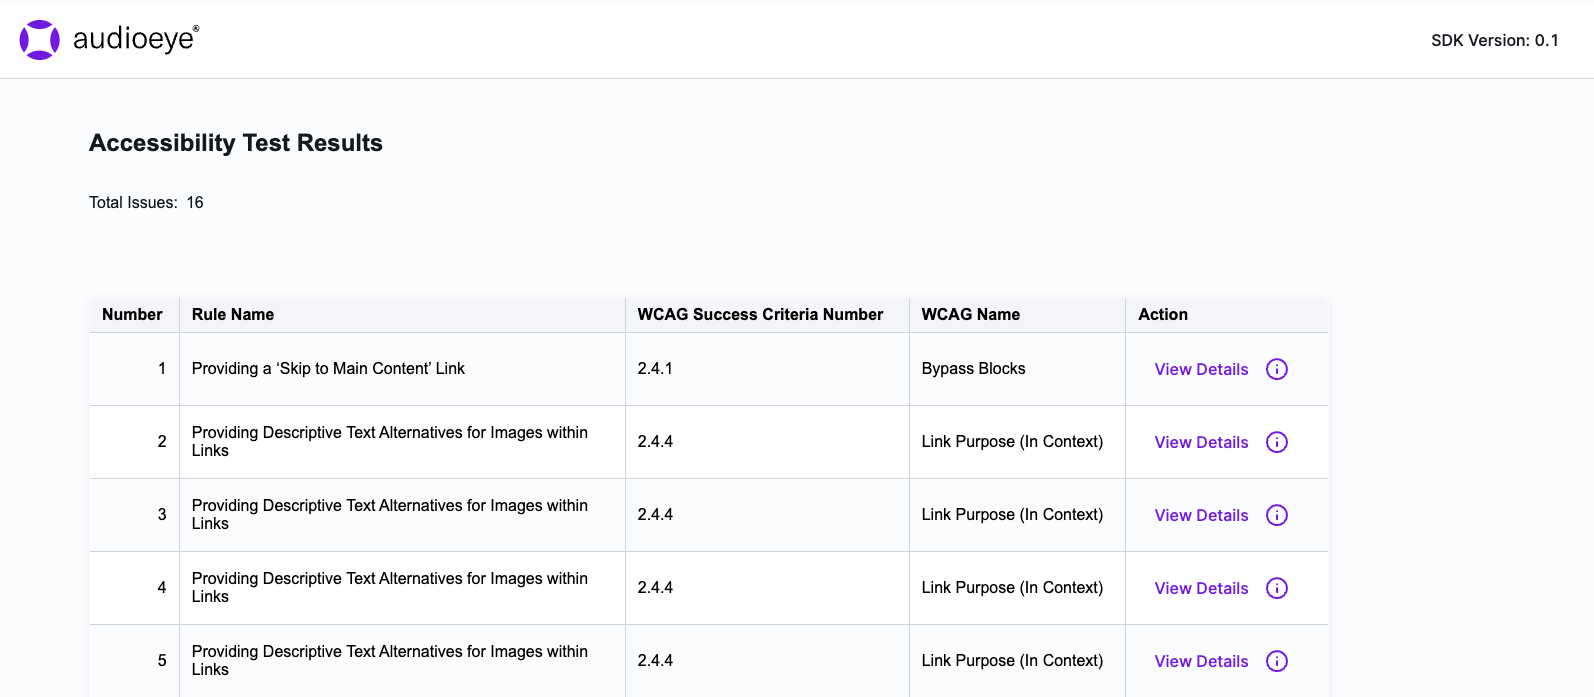 audioeye®
SDK Version: 0.1
Accessibility Test Results
Total Issues: 16
Number Rule Name WCAG Success Criteria Number WCAG Name Action
1 Providing a ‘Skip to Main Content’ Link 2.4.1 Bypass Blocks View Details
2 Providing Descriptive Text Alternatives for Images within
Links 2.4.4 Link Purpose (In Context) View Details
3 Providing Descriptive Text Alternatives for Images within
Links 2.4.4 Link Purpose (In Context) View Details
4 Providing Descriptive Text Alternatives for Images within
Links 2.4.4 Link Purpose (In Context) View Details
5 Providing Descriptive Text Alternatives for Images within
Links 2.4.4 Link Purpose (In Context) View Details